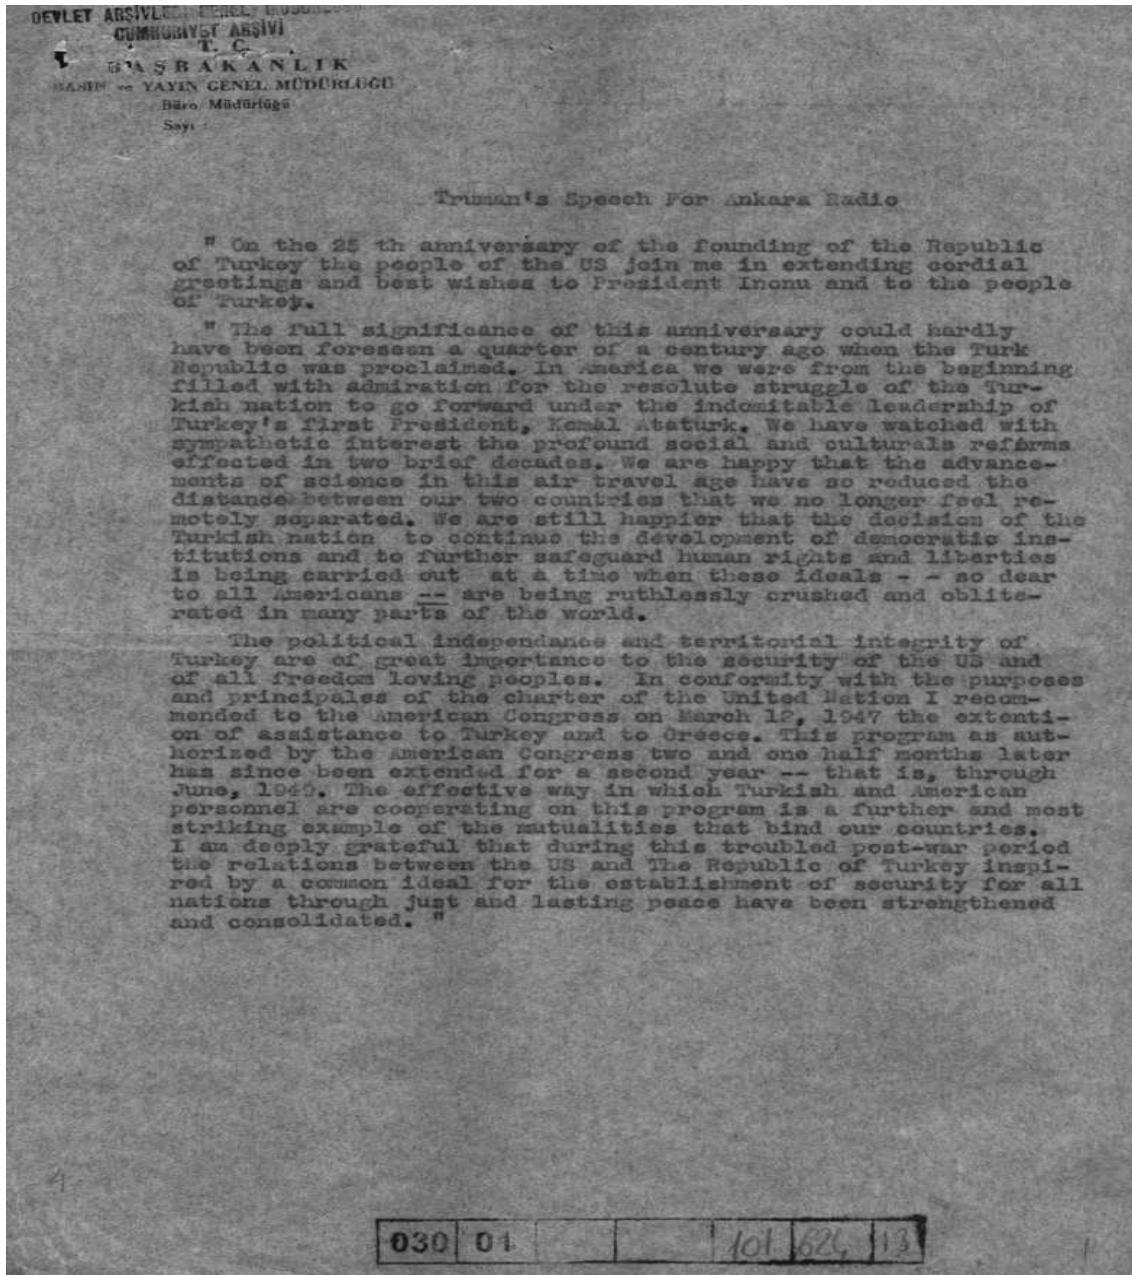 DEVLET ARŞİVLERİ GENEL
CUMHURİYET ARŞİVİ
T. C.
BAŞBAKANLIK
BASIN ve YAYIN GENEL MÜDÜRLÜĞÜ
Büro Müdürlüğü
Sayı :
Truman's Speech For Ankara Radio
" On the 25 th anniversary of the founding of the Republic
of Turkey the people of the US join me in extending cordial
greetings and best wishes to President Inonu and to the people
of Turkey.
" The full significance of this anniversary could hardly
have been foreseen a quarter of a century ago when the Turk
Republic was proclaimed. In America we were from the beginning
filled with admiration for the resolute struggle of the Tur-
kish nation to go forward under the indomitable leadership of
Turkey's first President, Kemal Ataturk. We have watched with
sympathetic interest the profound social and culturals reforms
effected in two brief decades. We are happy that the advance-
ments of science in this air travel age have so reduced the
distance between our two countries that we no longer feel re-
motely separated. We are still happier that the decision of the
Turkish nation to continue the development of democratic ins-
titutions and to further safeguard human rights and liberties
is being carried out at a time when these ideals - - so dear
to all Americans -- are being ruthlessly crushed and oblite-
rated in many parts of the world.
The political independance and territorial integrity of
Turkey are of great importance to the security of the US and
of all freedom loving peoples. In conformity with the purposes
and principales of the charter of the United Nation I recom-
mended to the American Congress on March 12, 1947 the extenti-
on of assistance to Turkey and to Greece. This program as aut-
horized by the American Congress two and one half months later
has since been extended for a second year -- that is, through
June, 1949. The effective way in which Turkish and American
personnel are cooperating on this program is a further and most
striking example of the mutualities that bind our countries.
I am deeply grateful that during this troubled post-war period
the relations between the US and The Republic of Turkey inspi-
red by a common ideal for the establishment of security for all
nations through just and lasting peace have been strengthened
and consolidated. "
4
030 01 101 624 13